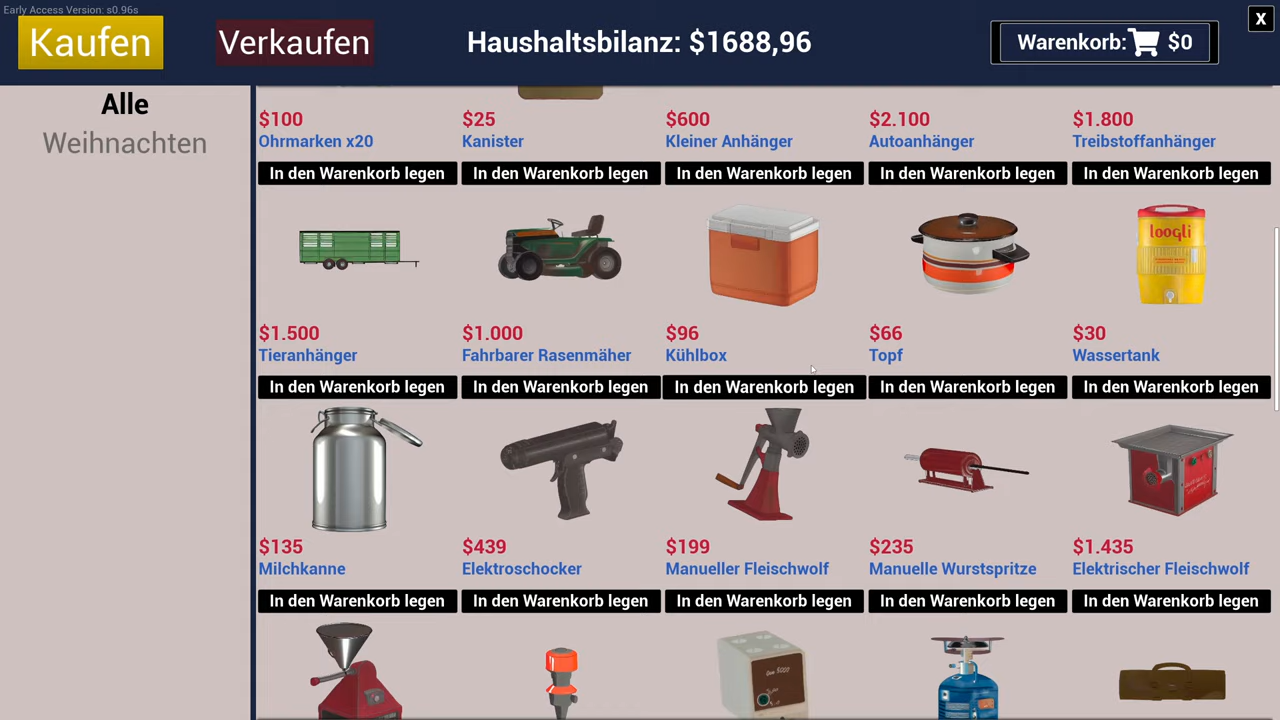 Early Access Version: s0.96s
Kaufen
Verkaufen
Haushaltsbilanz: $1688,96
Warenkorb: $0
X
Alle
Weihnachten
$100
Ohrmarken x20
In den Warenkorb legen
$25
Kanister
In den Warenkorb legen
$600
Kleiner Anhänger
In den Warenkorb legen
$2.100
Autoanhänger
In den Warenkorb legen
$1.800
Treibstoffanhänger
In den Warenkorb legen
$1.500
Tieranhänger
In den Warenkorb legen
$1.000
Fahrbarer Rasenmäher
In den Warenkorb legen
$96
Kühlbox
In den Warenkorb legen
$66
Topf
In den Warenkorb legen
loogli
$30
Wassertank
In den Warenkorb legen
$135
Milchkanne
In den Warenkorb legen
$439
Elektroschocker
In den Warenkorb legen
$199
Manueller Fleischwolf
In den Warenkorb legen
$235
Manuelle Wurstspritze
In den Warenkorb legen
$1.435
Elektrischer Fleischwolf
In den Warenkorb legen